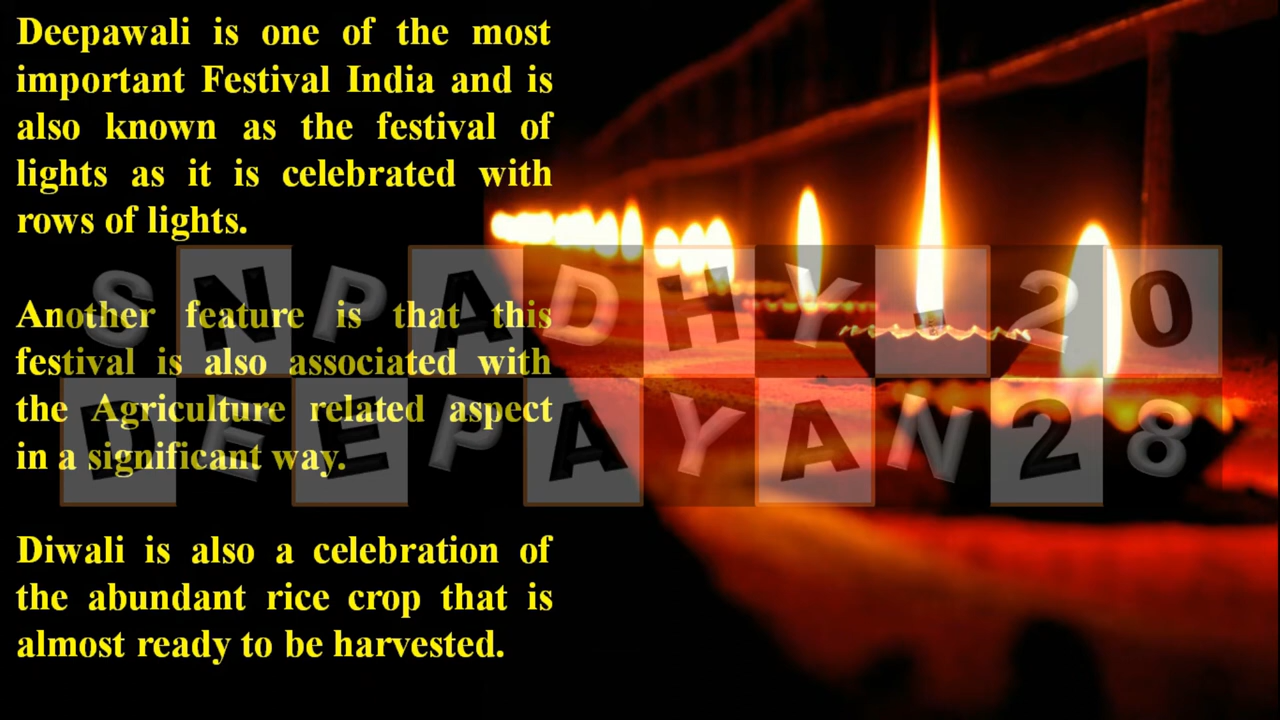 Deepawali is one of the most
important Festival India and is
also known as the festival of
lights as it is celebrated with
rows of lights.
Another feature is that this
festival is also associated with
the Agriculture related aspect
in a significant way.
Diwali is also a celebration of
the abundant rice crop that is
almost ready to be harvested.
SNPADHY 20
DEEPAYAN28